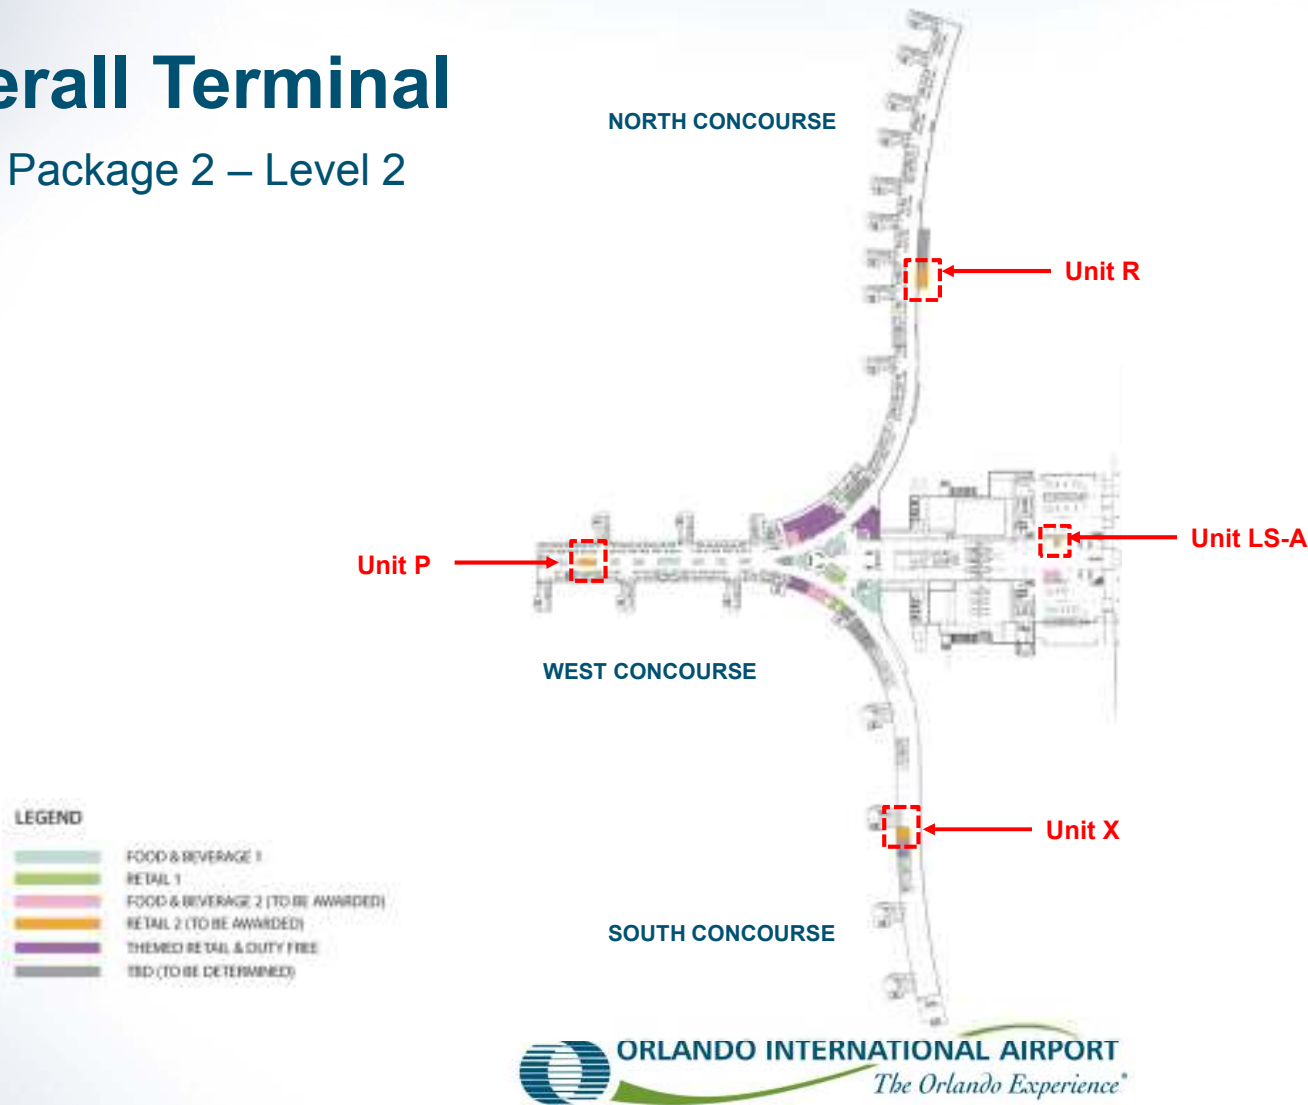 erall Terminal
Package 2 – Level 2
NORTH CONCOURSE
Unit R
Unit LS-A
Unit P
WEST CONCOURSE
Unit X
LEGEND
FOOD & BEVERAGE 1
RETAIL 1
FOOD & BEVERAGE 2 (TO BE AWARDED)
RETAIL 2 (TO BE AWARDED)
THEMED RETAIL & DUTY FREE
TBD (TO BE DETERMINED)
SOUTH CONCOURSE
ORLANDO INTERNATIONAL AIRPORT
The Orlando Experience®